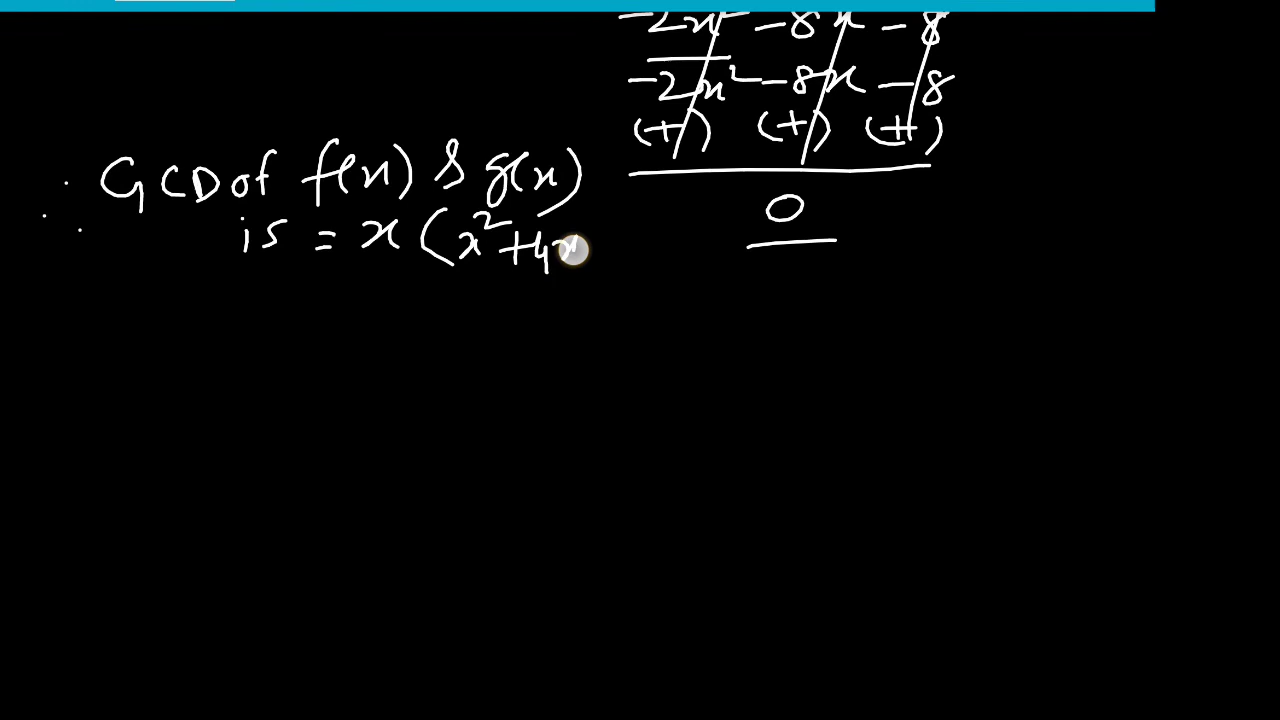 -2x² -8x -8
-2x² -8x -8
(+) (+) (+)
0
∴ GCD of f(x) & g(x)
is = x (x²+4x